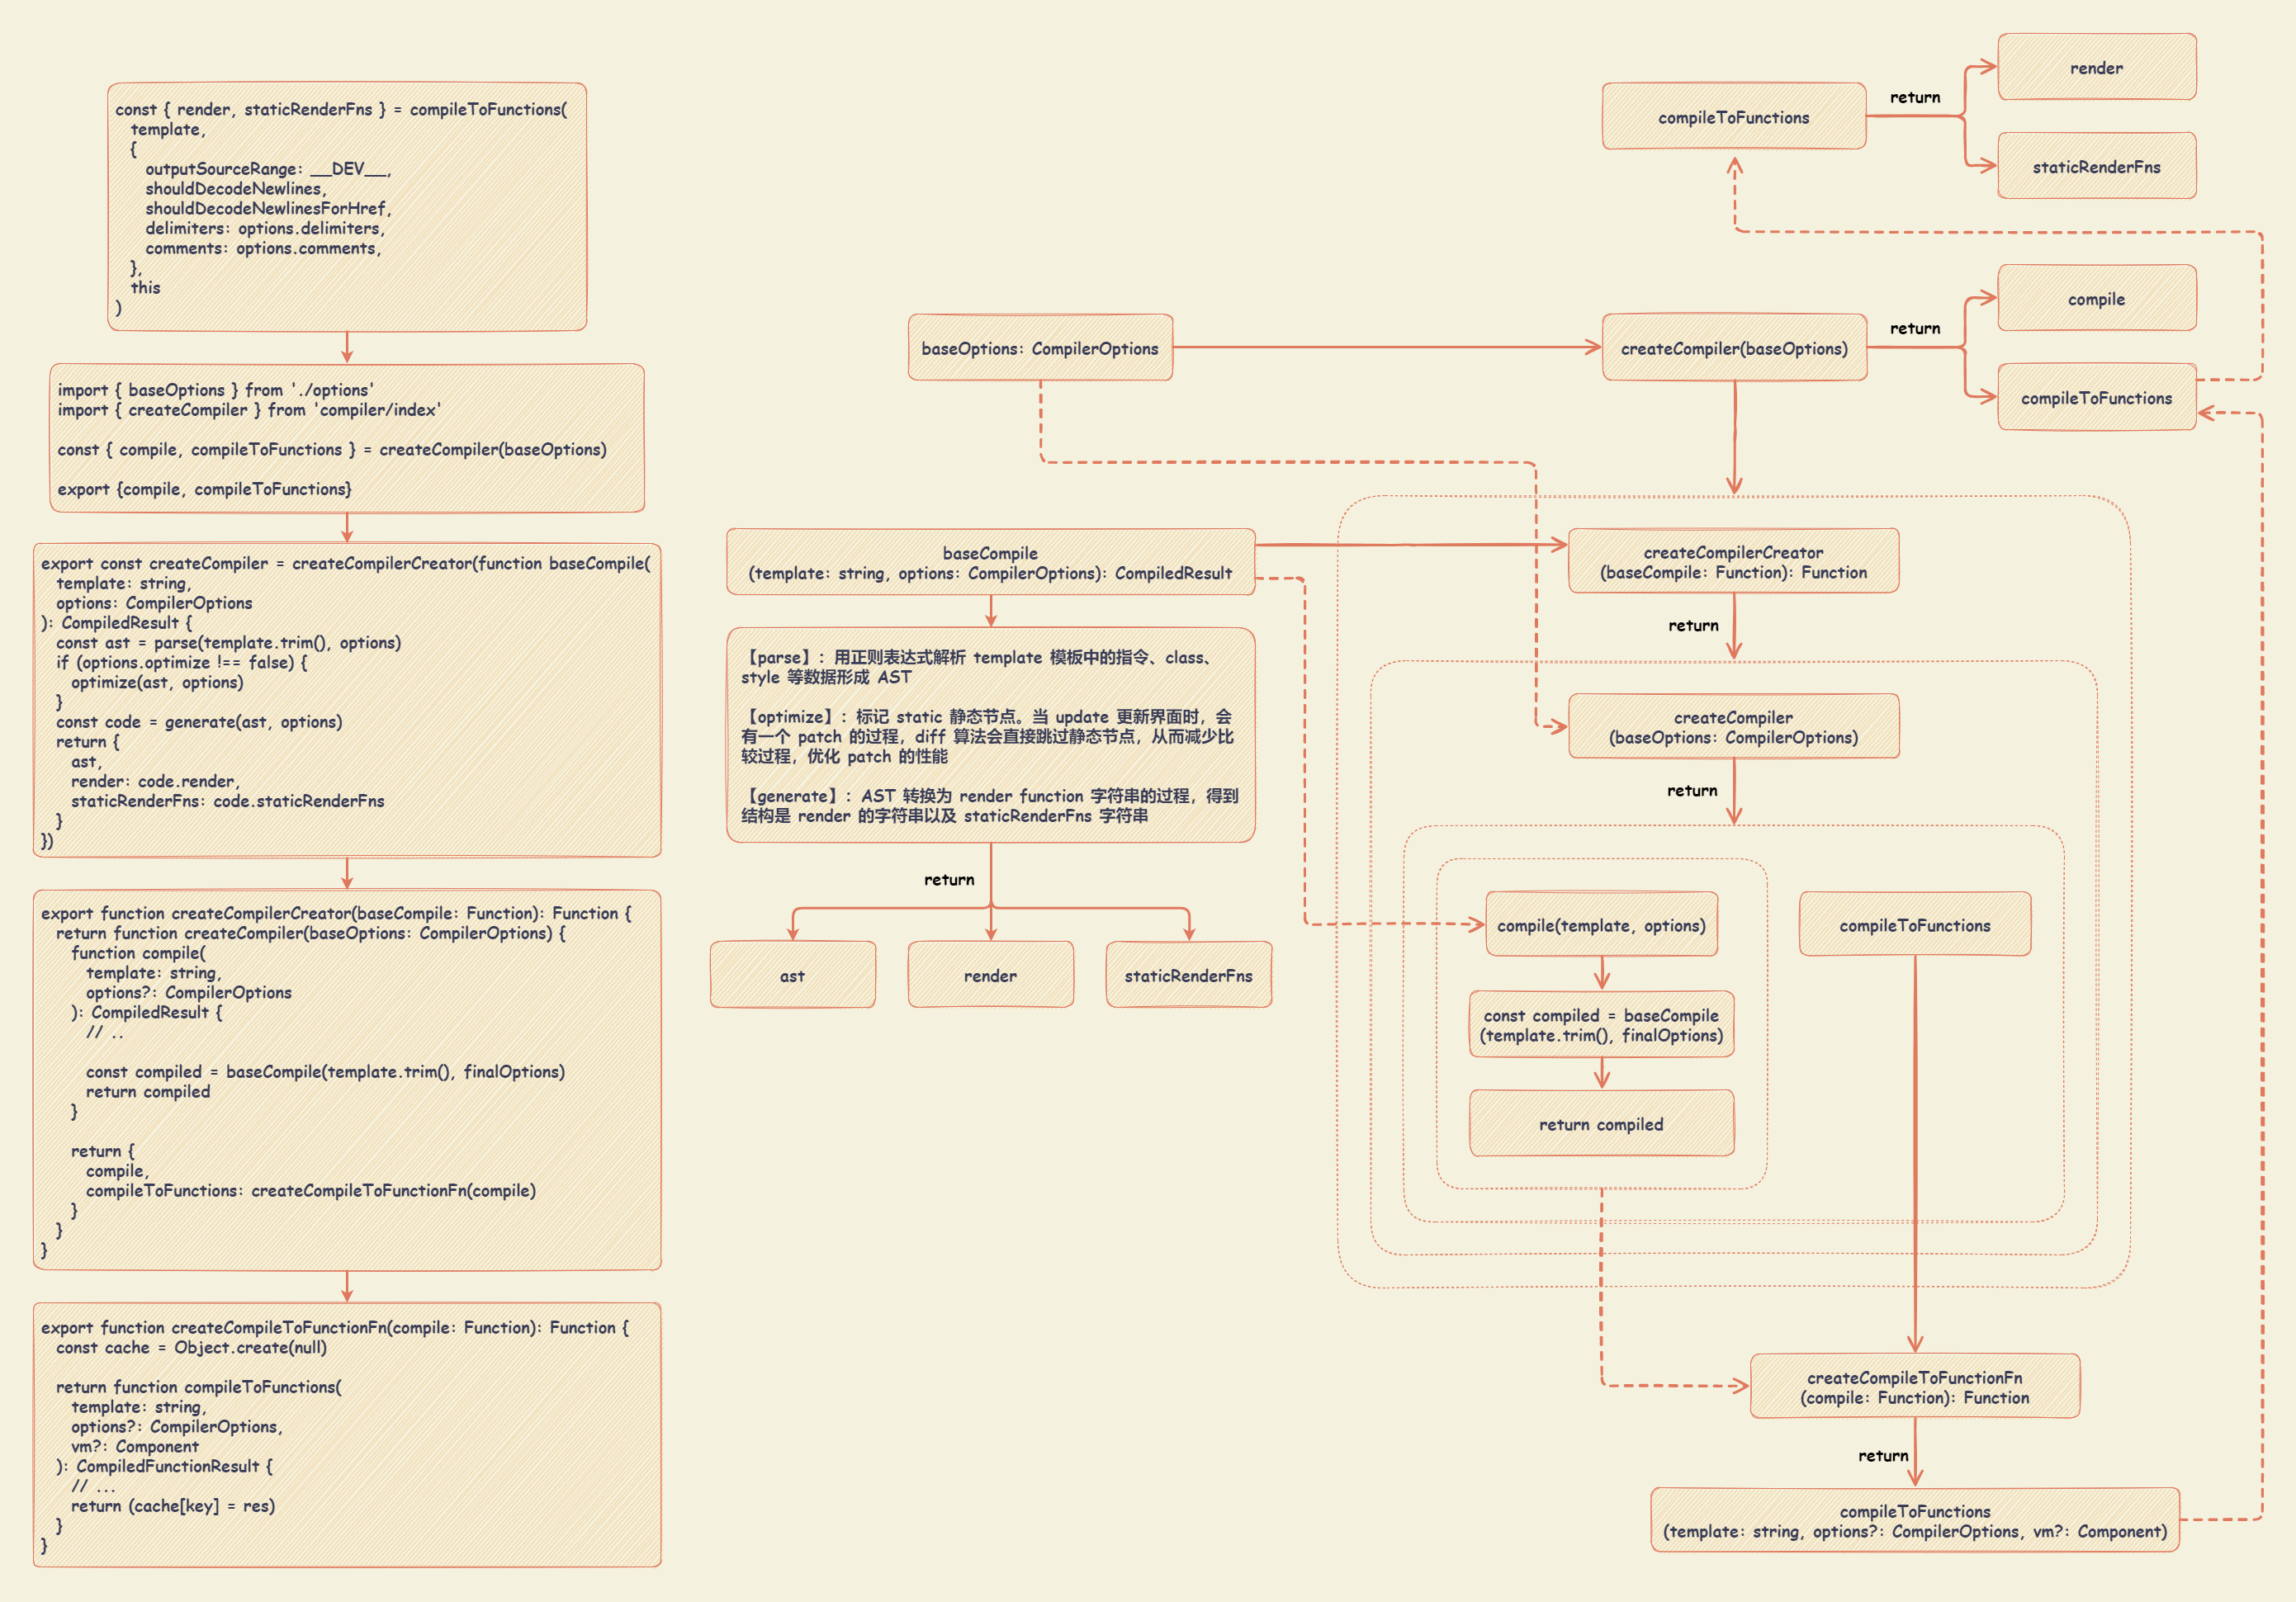 const { render, staticRenderFns } = compileToFunctions(
template,
{
outputSourceRange: __DEV__,
shouldDecodeNewlines,
shouldDecodeNewlinesForHref,
delimiters: options.delimiters,
comments: options.comments,
},
this
)
import { baseOptions } from './options'
import { createCompiler } from 'compiler/index'
const { compile, compileToFunctions } = createCompiler(baseOptions)
export {compile, compileToFunctions}
export const createCompiler = createCompilerCreator(function baseCompile(
template: string,
options: CompilerOptions
): CompiledResult {
const ast = parse(template.trim(), options)
if (options.optimize !== false) {
optimize(ast, options)
}
const code = generate(ast, options)
return {
ast,
render: code.render,
staticRenderFns: code.staticRenderFns
}
})
export function createCompilerCreator(baseCompile: Function): Function {
return function createCompiler(baseOptions: CompilerOptions) {
function compile(
template: string,
options?: CompilerOptions
): CompiledResult {
// ..
const compiled = baseCompile(template.trim(), finalOptions)
return compiled
}
return {
compile,
compileToFunctions: createCompileToFunctionFn(compile)
}
}
}
export function createCompileToFunctionFn(compile: Function): Function {
const cache = Object.create(null)
return function compileToFunctions(
template: string,
options?: CompilerOptions,
vm?: Component
): CompiledFunctionResult {
// ...
return (cache[key] = res)
}
}
compileToFunctions
return
render
staticRenderFns
baseOptions: CompilerOptions
createCompiler(baseOptions)
return
compile
compileToFunctions
baseCompile
(template: string, options: CompilerOptions): CompiledResult
【parse】: 用正则表达式解析 template 模板中的指令、class、
style 等数据形成 AST
【optimize】: 标记 static 静态节点。当 update 更新界面时，会
有一个 patch 的过程，diff 算法会直接跳过静态节点，从而减少比
较过程，优化 patch 的性能
【generate】: AST 转换为 render function 字符串的过程，得到
结构是 render 的字符串以及 staticRenderFns 字符串
return
ast
render
staticRenderFns
createCompilerCreator
(baseCompile: Function): Function
return
createCompiler
(baseOptions: CompilerOptions)
return
compile(template, options)
const compiled = baseCompile
(template.trim(), finalOptions)
return compiled
compileToFunctions
createCompileToFunctionFn
(compile: Function): Function
return
compileToFunctions
(template: string, options?: CompilerOptions, vm?: Component)